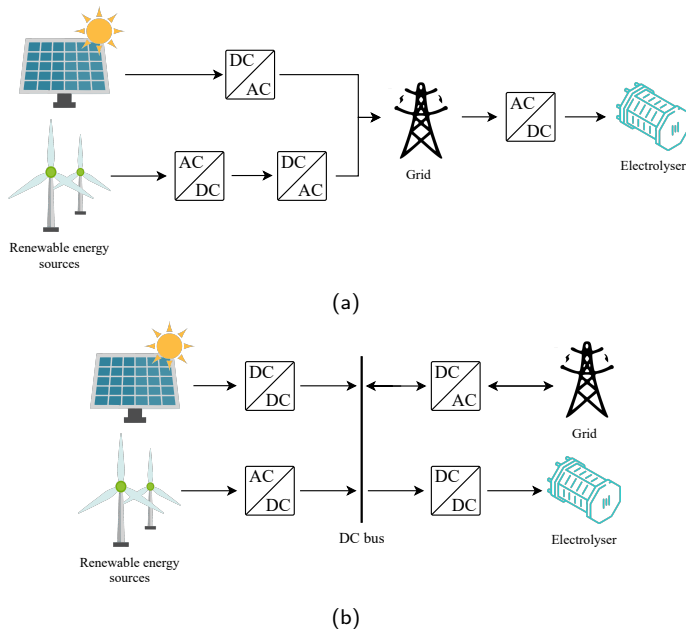 DC
AC
AC
DC
DC
AC
AC
DC
Grid
Electrolyser
Renewable energy
sources
(a)
DC
DC
DC
AC
Grid
AC
DC
DC
DC
DC bus
Electrolyser
Renewable energy
sources
(b)